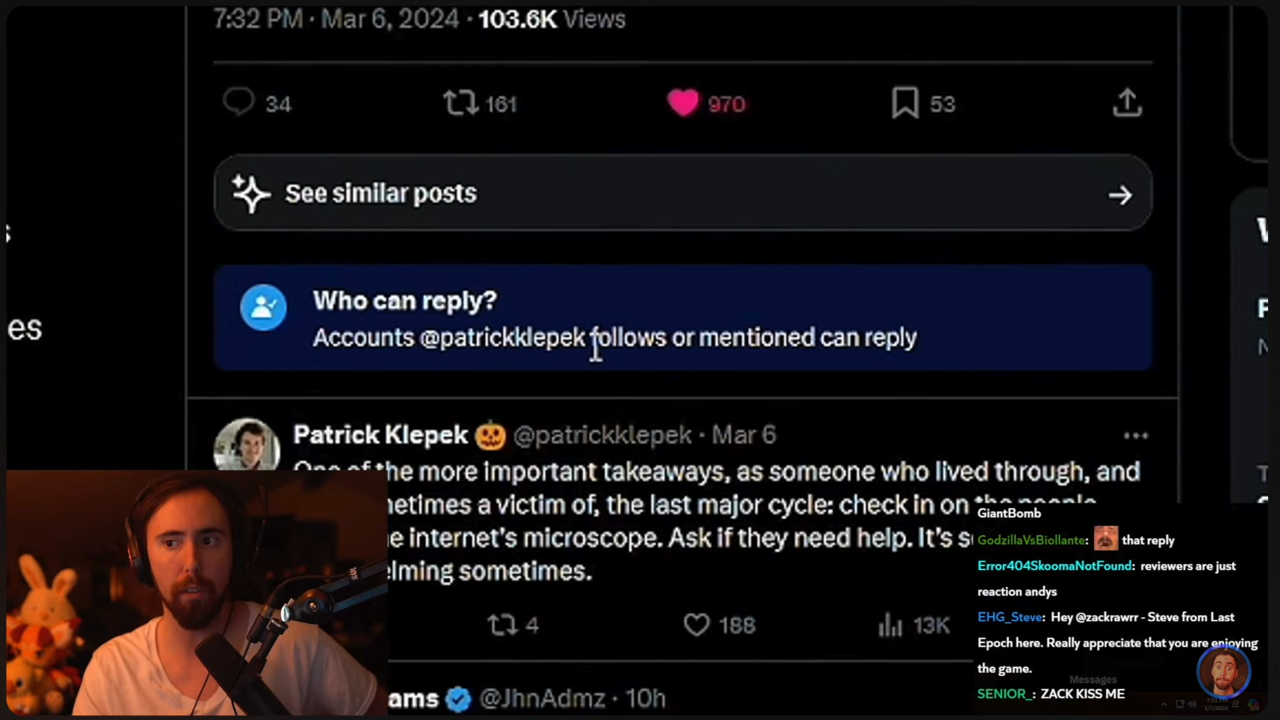 7:32 PM · Mar 6, 2024 · 103.6K Views
34 161 970 53
See similar posts
Who can reply?
Accounts @patrickklepek follows or mentioned can reply
es
Patrick Klepek 🎃 @patrickklepek · Mar 6
One of the more important takeaways, as someone who lived through, and
etimes a victim of, the last major cycle: check in on the people
e internet's microscope. Ask if they need help. It's
elming sometimes.
4 188 13K
ams @JhnAdmz · 10h
GiantBomb
GodzillaVsBiollante: that reply
Error404SkoomaNotFound: reviewers are just
reaction andys
EHG_Steve: Hey @zackrawrr - Steve from Last
Epoch here. Really appreciate that you are enjoying
the game.
Messages
SENIOR_: ZACK KISS ME